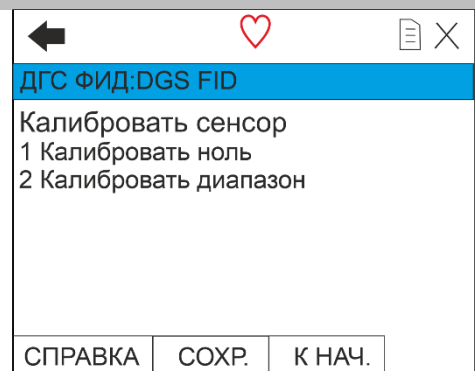 ДГС ФИД:DGS FID
Калибровать сенсор
1 Калибровать ноль
2 Калибровать диапазон
СПРАВКА СОХР. К НАЧ.